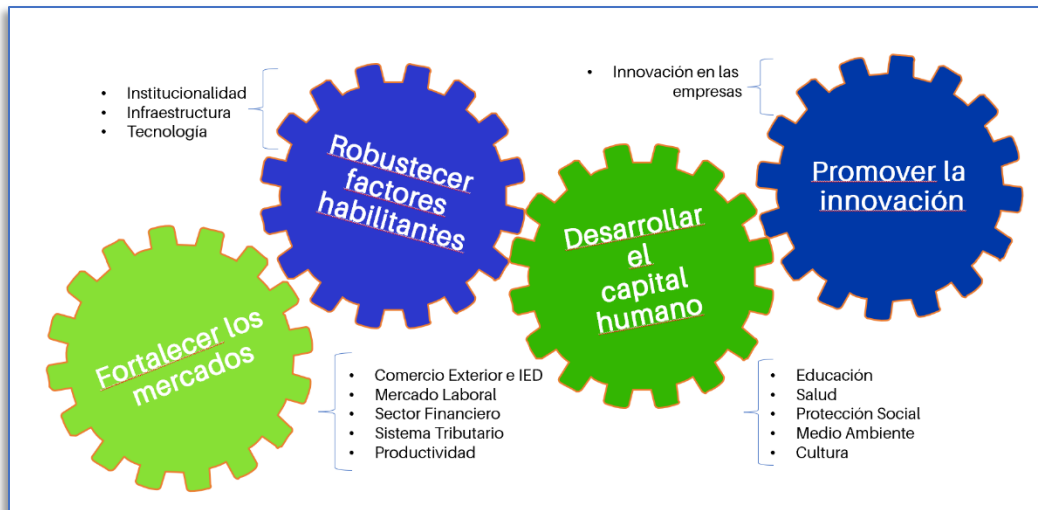 • Institucionalidad
• Infraestructura
• Tecnología
Robustecer
factores
habilitantes
• Innovación en las
empresas
Promover la
innovación
Desarrollar
el
capital
humano
Fortalecer los
mercados
• Comercio Exterior e IED
• Mercado Laboral
• Sector Financiero
• Sistema Tributario
• Productividad
• Educación
• Salud
• Protección Social
• Medio Ambiente
• Cultura